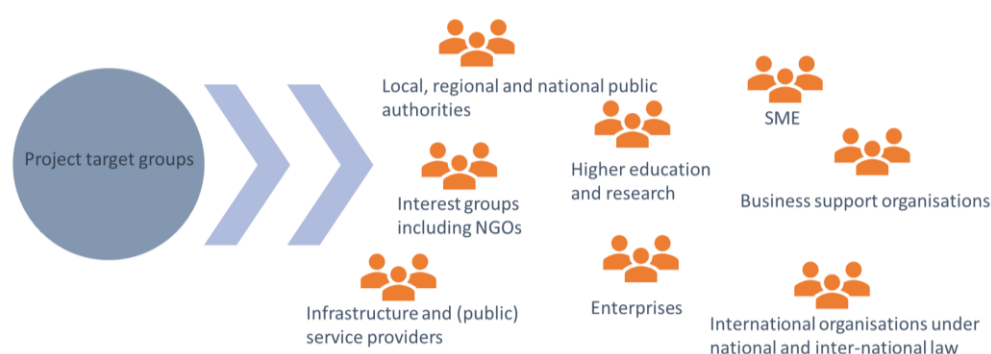 Project target groups
Local, regional and national public
authorities
SME
Higher education
and research
Business support organisations
Interest groups
including NGOs
Enterprises
Infrastructure and (public)
service providers
International organisations under
national and inter-national law